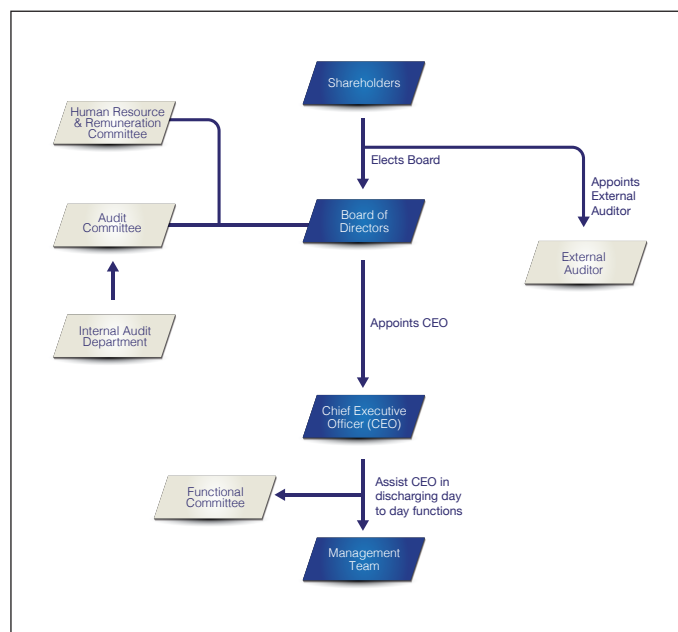 Shareholders
Human Resource
& Remuneration
Committee
Elects Board
Appoints
External
Auditor
Audit
Committee
Board of
Directors
External
Auditor
Internal Audit
Department
Appoints CEO
Chief Executive
Officer (CEO)
Functional
Committee
Assist CEO in
discharging day
to day functions
Management
Team